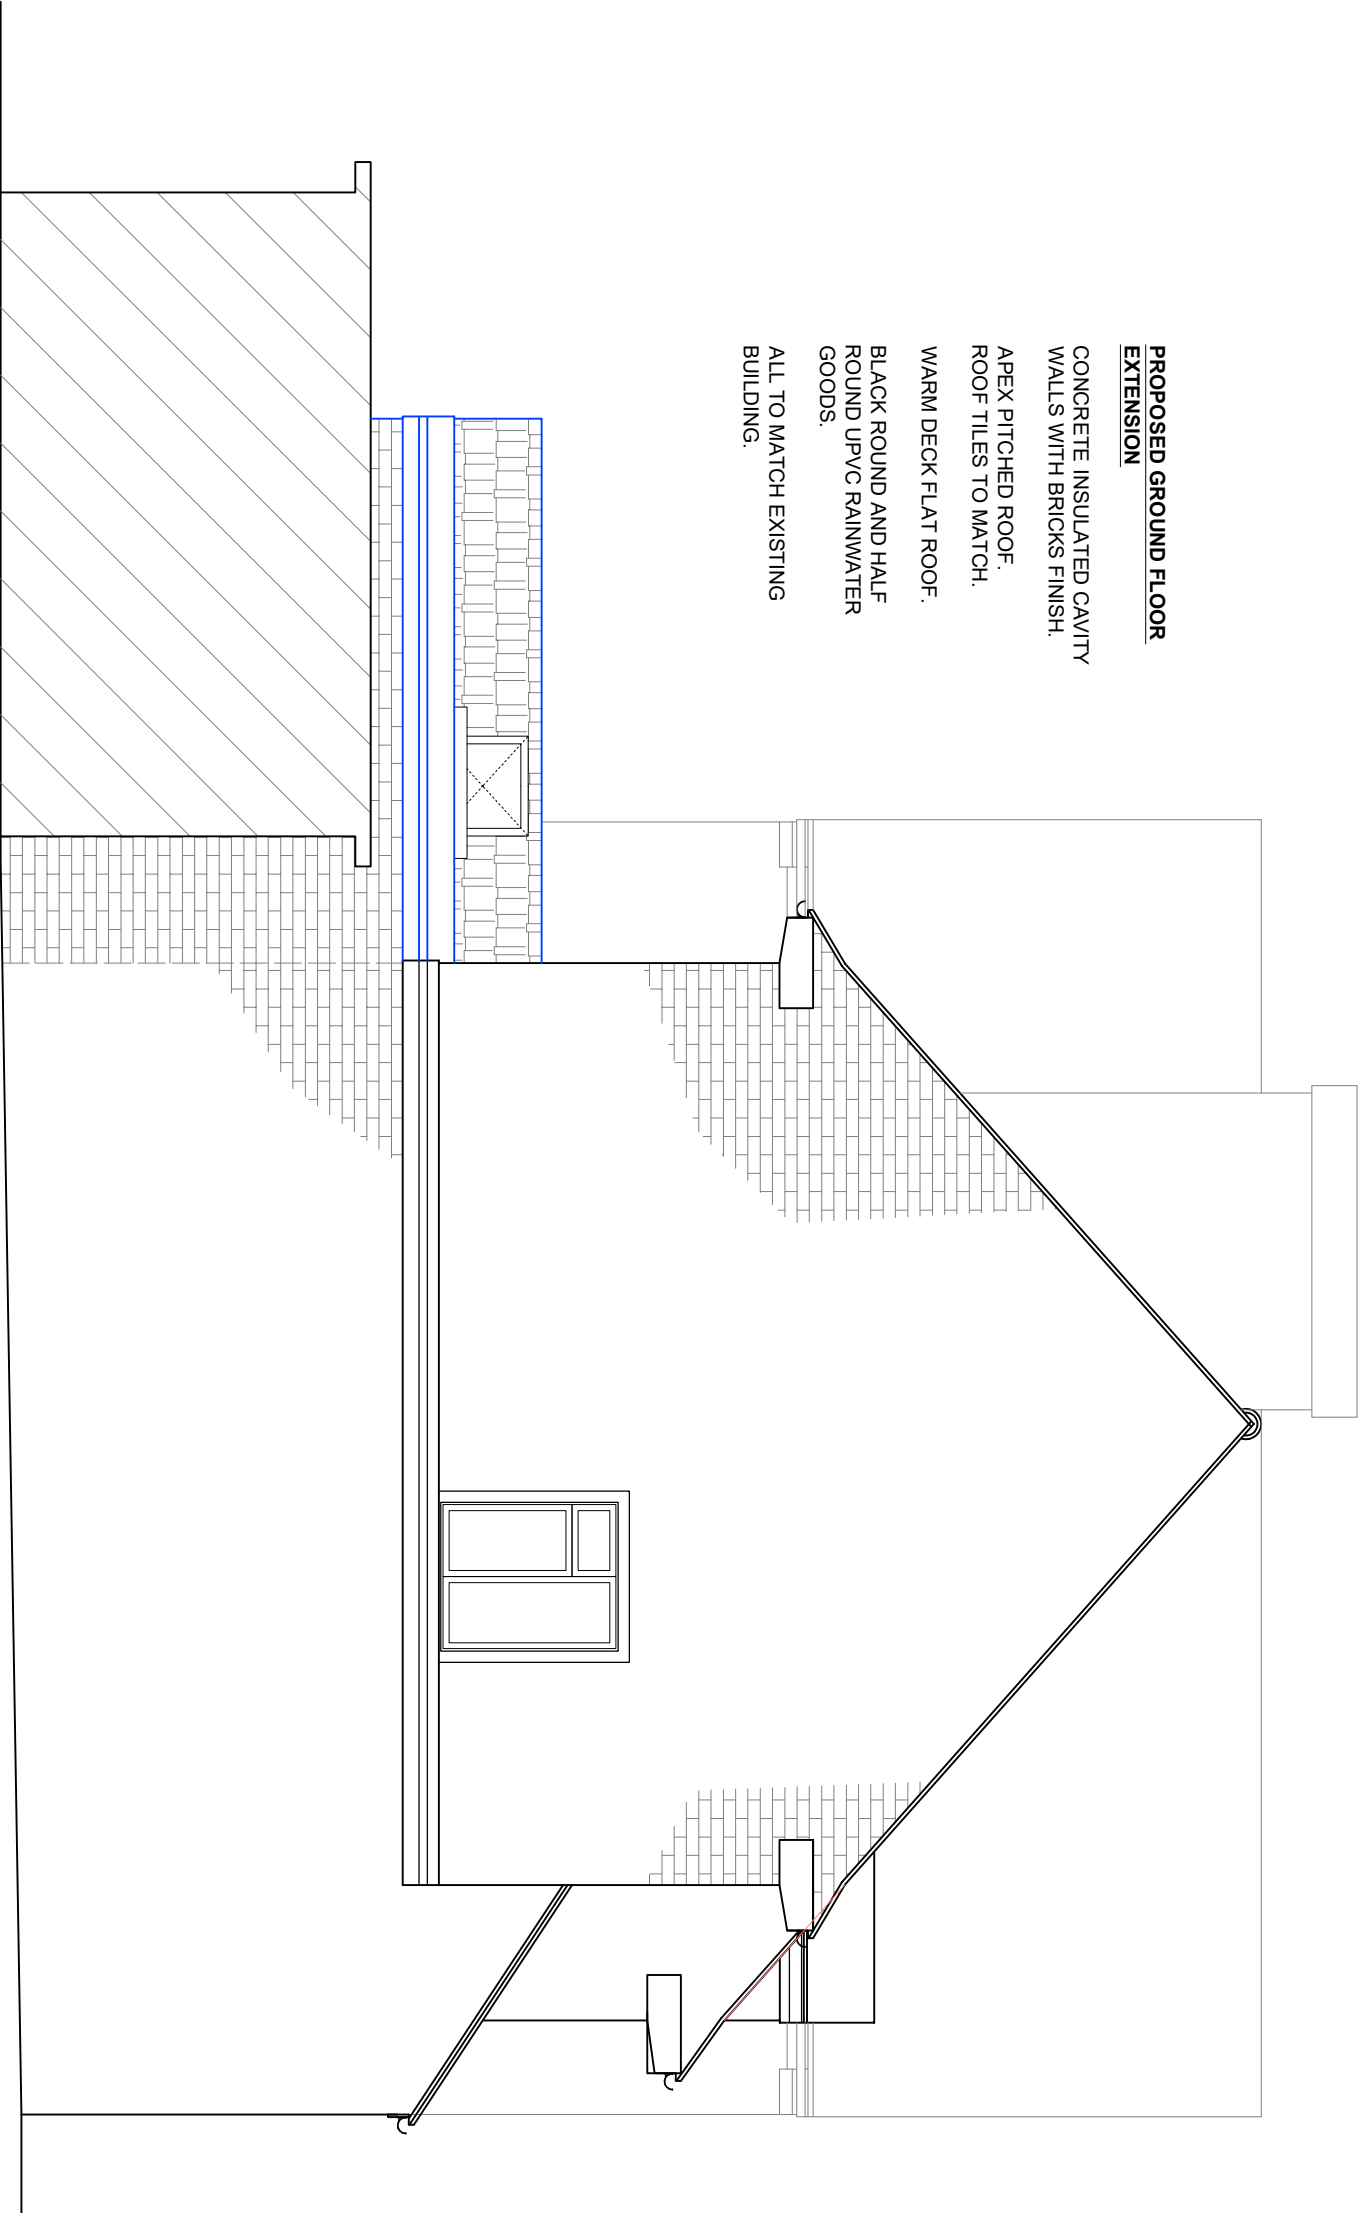 PROPOSED GROUND FLOOR
EXTENSION
CONCRETE INSULATED CAVITY
WALLS WITH BRICKS FINISH.
APEX PITCHED ROOF.
ROOF TILES TO MATCH.
WARM DECK FLAT ROOF.
BLACK ROUND AND HALF
ROUND UPVC RAINWATER
GOODS.
ALL TO MATCH EXISTING
BUILDING.